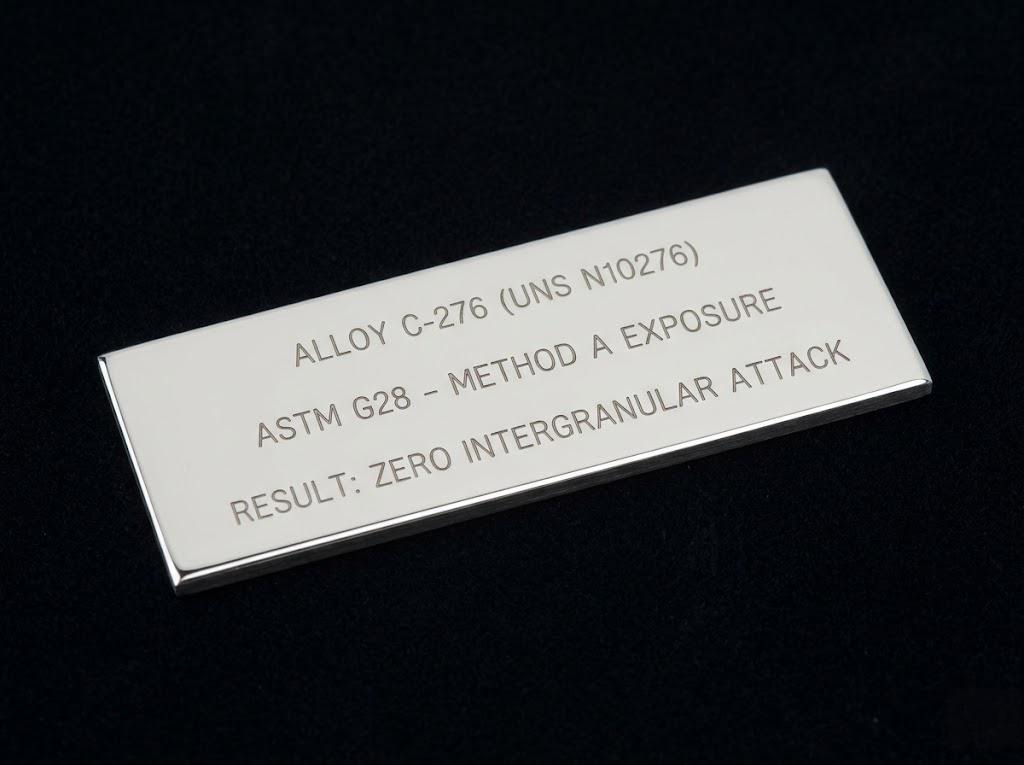 ALLOY C-276 (UNS N10276)
ASTM G28 – METHOD A EXPOSURE
RESULT: ZERO INTERGRANULAR ATTACK